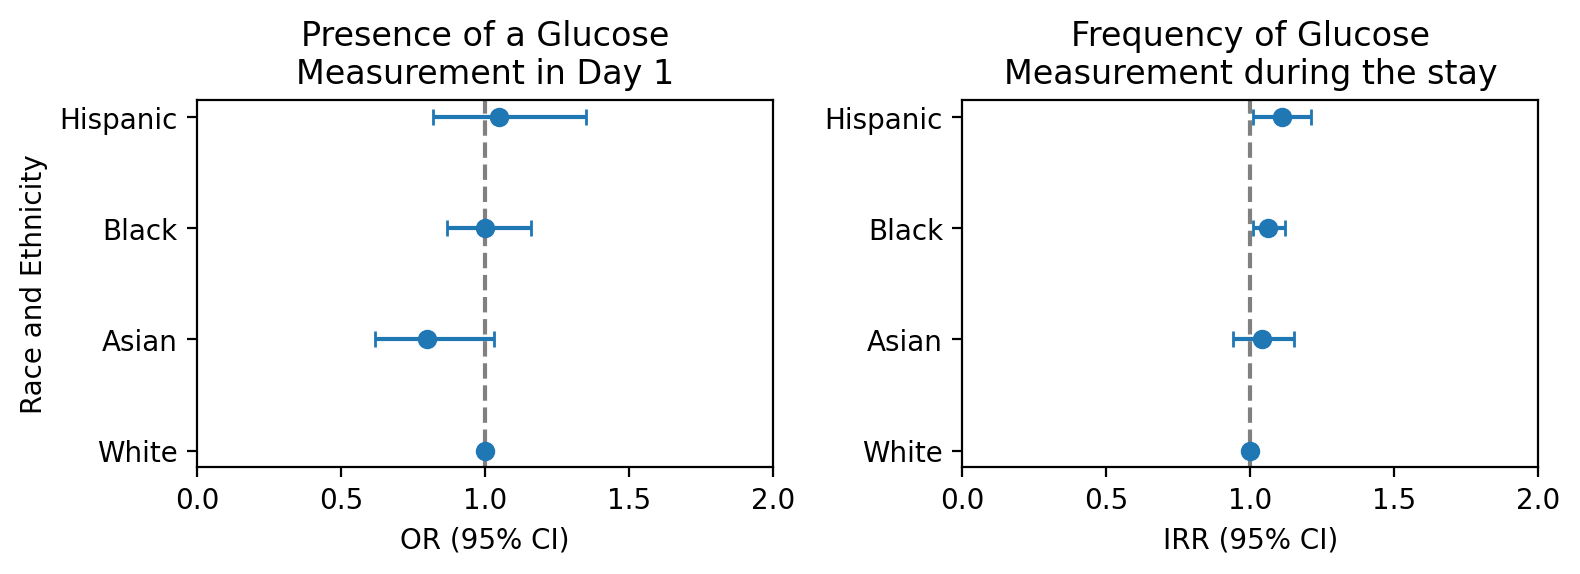 Presence of a Glucose
Measurement in Day 1
Race and Ethnicity
Hispanic
Black
Asian
White
0.0 0.5 1.0 1.5 2.0
OR (95% CI)
Frequency of Glucose
Measurement during the stay
Hispanic
Black
Asian
White
0.0 0.5 1.0 1.5 2.0
IRR (95% CI)